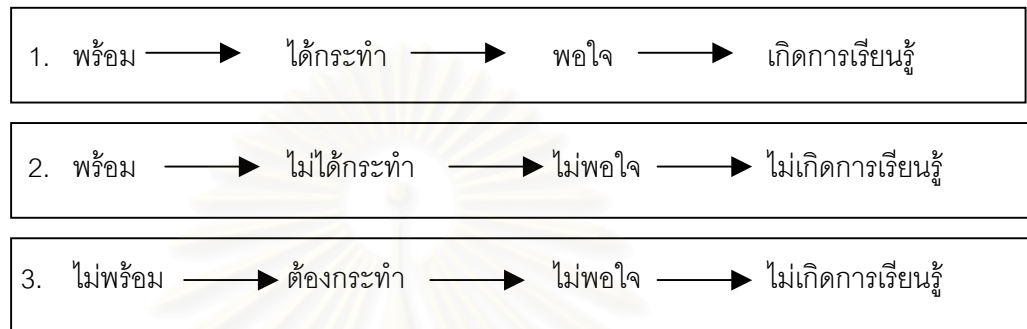 1. พร้อม ได้กระทำ พอใจ เกิดการเรียนรู้
2. พร้อม ไม่ได้กระทำ ไม่พอใจ ไม่เกิดการเรียนรู้
3. ไม่พร้อม ต้องกระทำ ไม่พอใจ ไม่เกิดการเรียนรู้